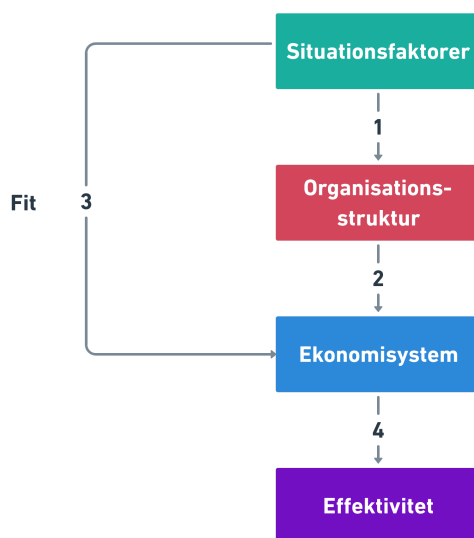 Situationsfaktorer
1
Organisations-
struktur
Fit
3
2
Ekonomisystem
4
Effektivitet